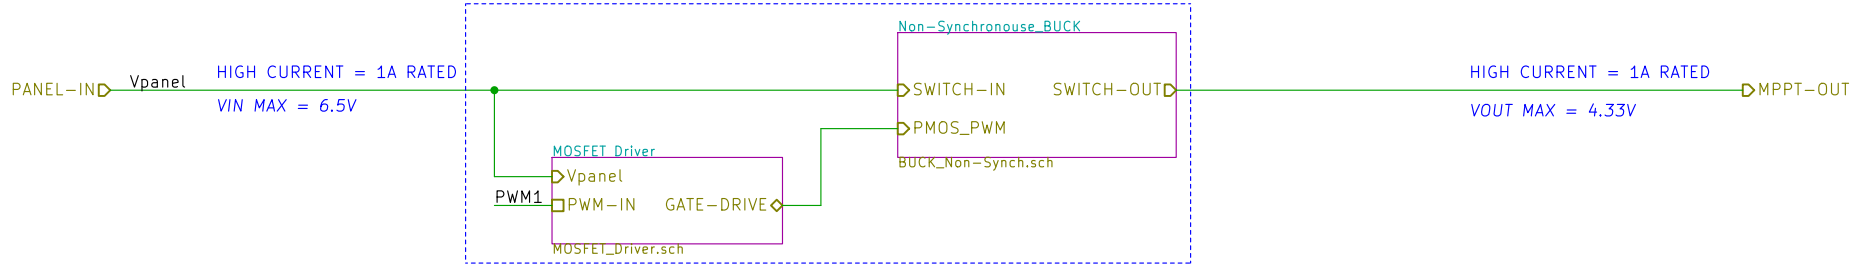 Non-Synchronouse_BUCK
PANEL-IN
Vpanel
HIGH CURRENT = 1A RATED
VIN MAX = 6.5V
SWITCH-IN
SWITCH-OUT
PMOS_PWM
BUCK_Non-Synch.sch
HIGH CURRENT = 1A RATED
VOUT MAX = 4.33V
MPPT-OUT
MOSFET Driver
Vpanel
PWM1
PWM-IN
GATE-DRIVE
MOSFET_Driver.sch